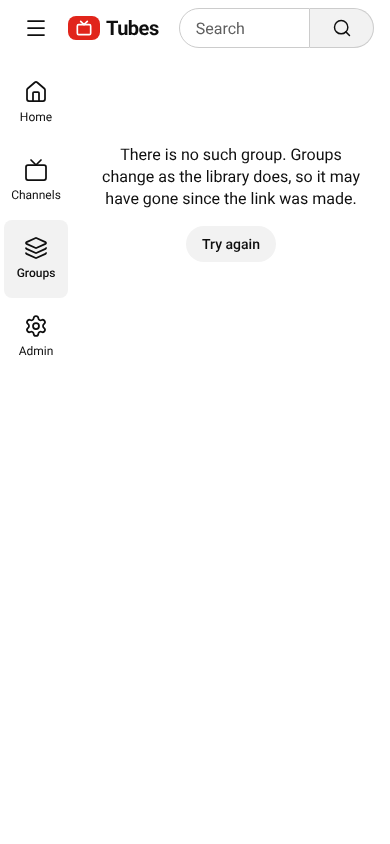 Tubes
Search
Home
Channels
Groups
Admin
There is no such group. Groups
change as the library does, so it may
have gone since the link was made.
Try again